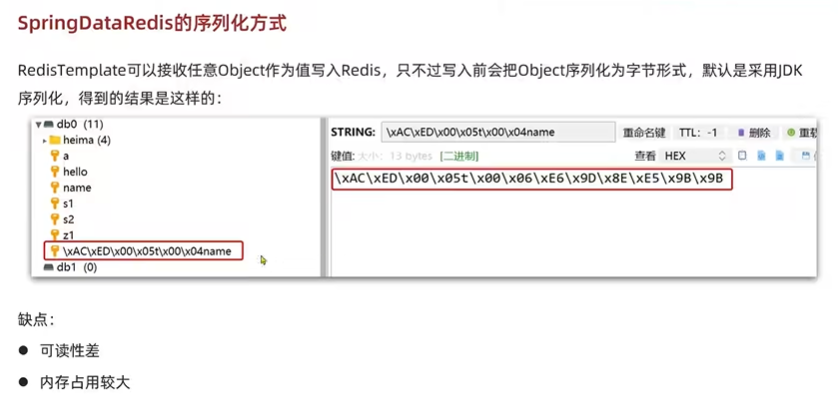 SpringDataRedis的序列化方式
RedisTemplate可以接收任意Object作为值写入Redis，只不过写入前会把Object序列化为字节形式，默认是采用JDK
序列化，得到的结果是这样的：
db0 (11)
heima (4)
a
hello
name
s1
s2
z1
\xAC\xED\x00\x05t\x00\x04name
db1 (0)
STRING: \xAC\xED\x00\x05t\x00\x04name 重命名键 TTL: -1 删除 重载
键值: 大小: 13 bytes [二进制] 查看 HEX
\xAC\xED\x00\x05t\x00\x06\xE6\x9D\x8E\xE5\x9B\x9B
缺点：
● 可读性差
● 内存占用较大